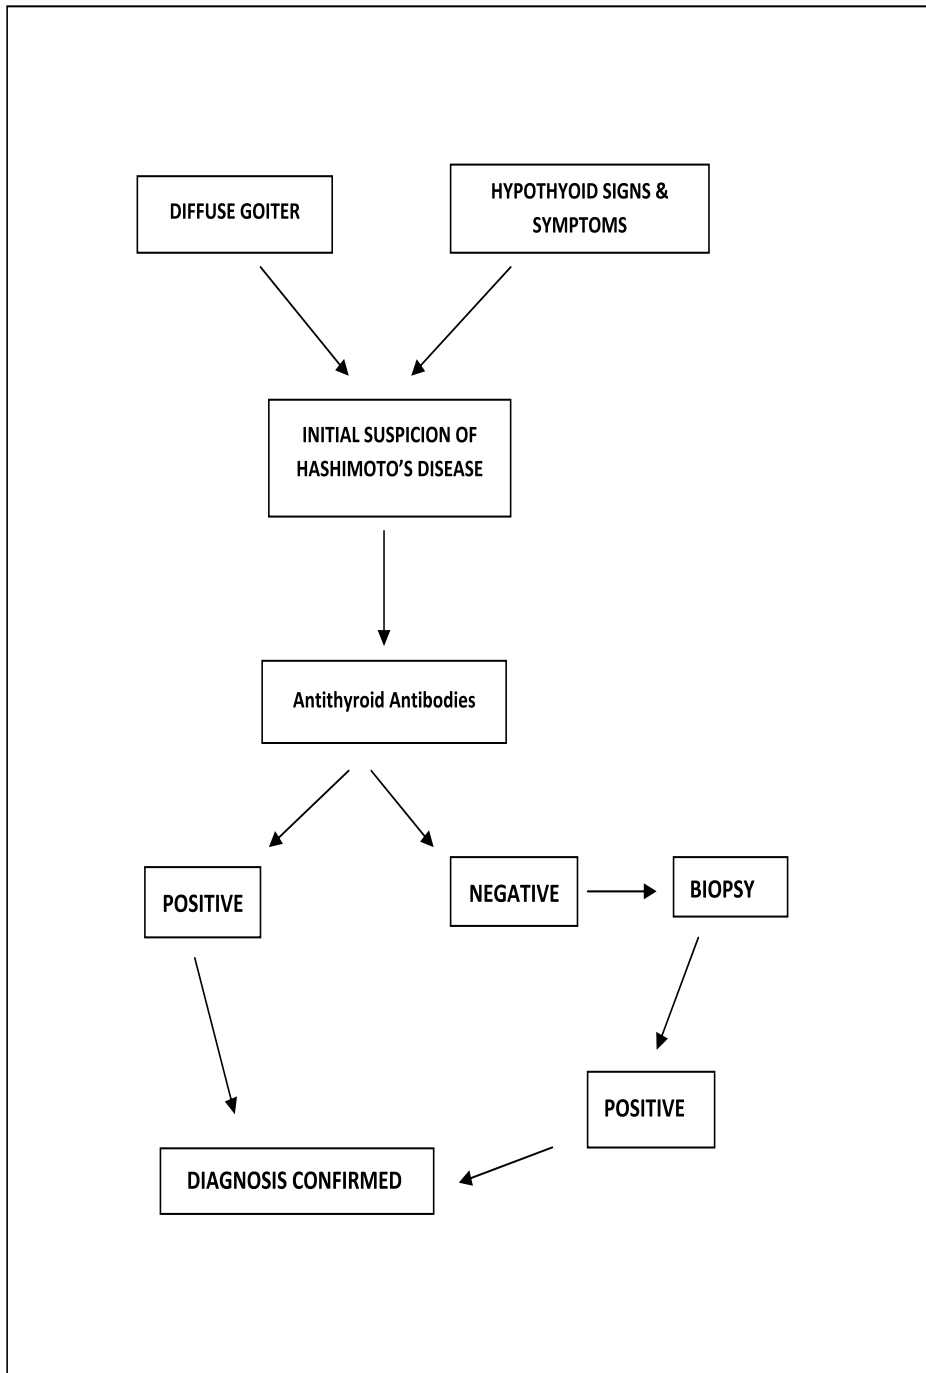 DIFFUSE GOITER
HYPOTHYOID SIGNS &
SYMPTOMS
INITIAL SUSPICION OF
HASHIMOTO’S DISEASE
Antithyroid Antibodies
POSITIVE
NEGATIVE
BIOPSY
POSITIVE
DIAGNOSIS CONFIRMED